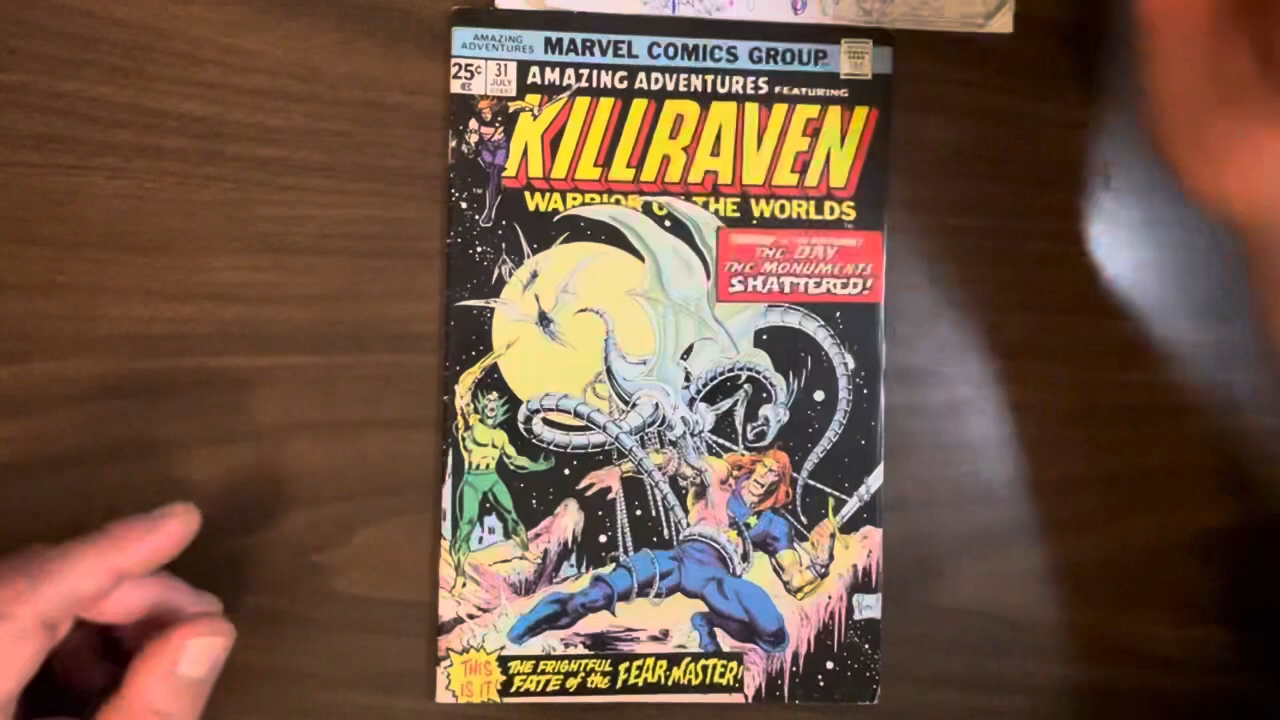 AMAZING
ADVENTURES
MARVEL COMICS GROUP
25¢
31
JULY
AMAZING ADVENTURES FEATURING
KILLRAVEN
WARRIOR OF THE WORLDS
THE DAY
THE MONUMENTS
SHATTERED!
THIS
IS IT!
THE FRIGHTFUL
FATE of the FEAR-MASTER!